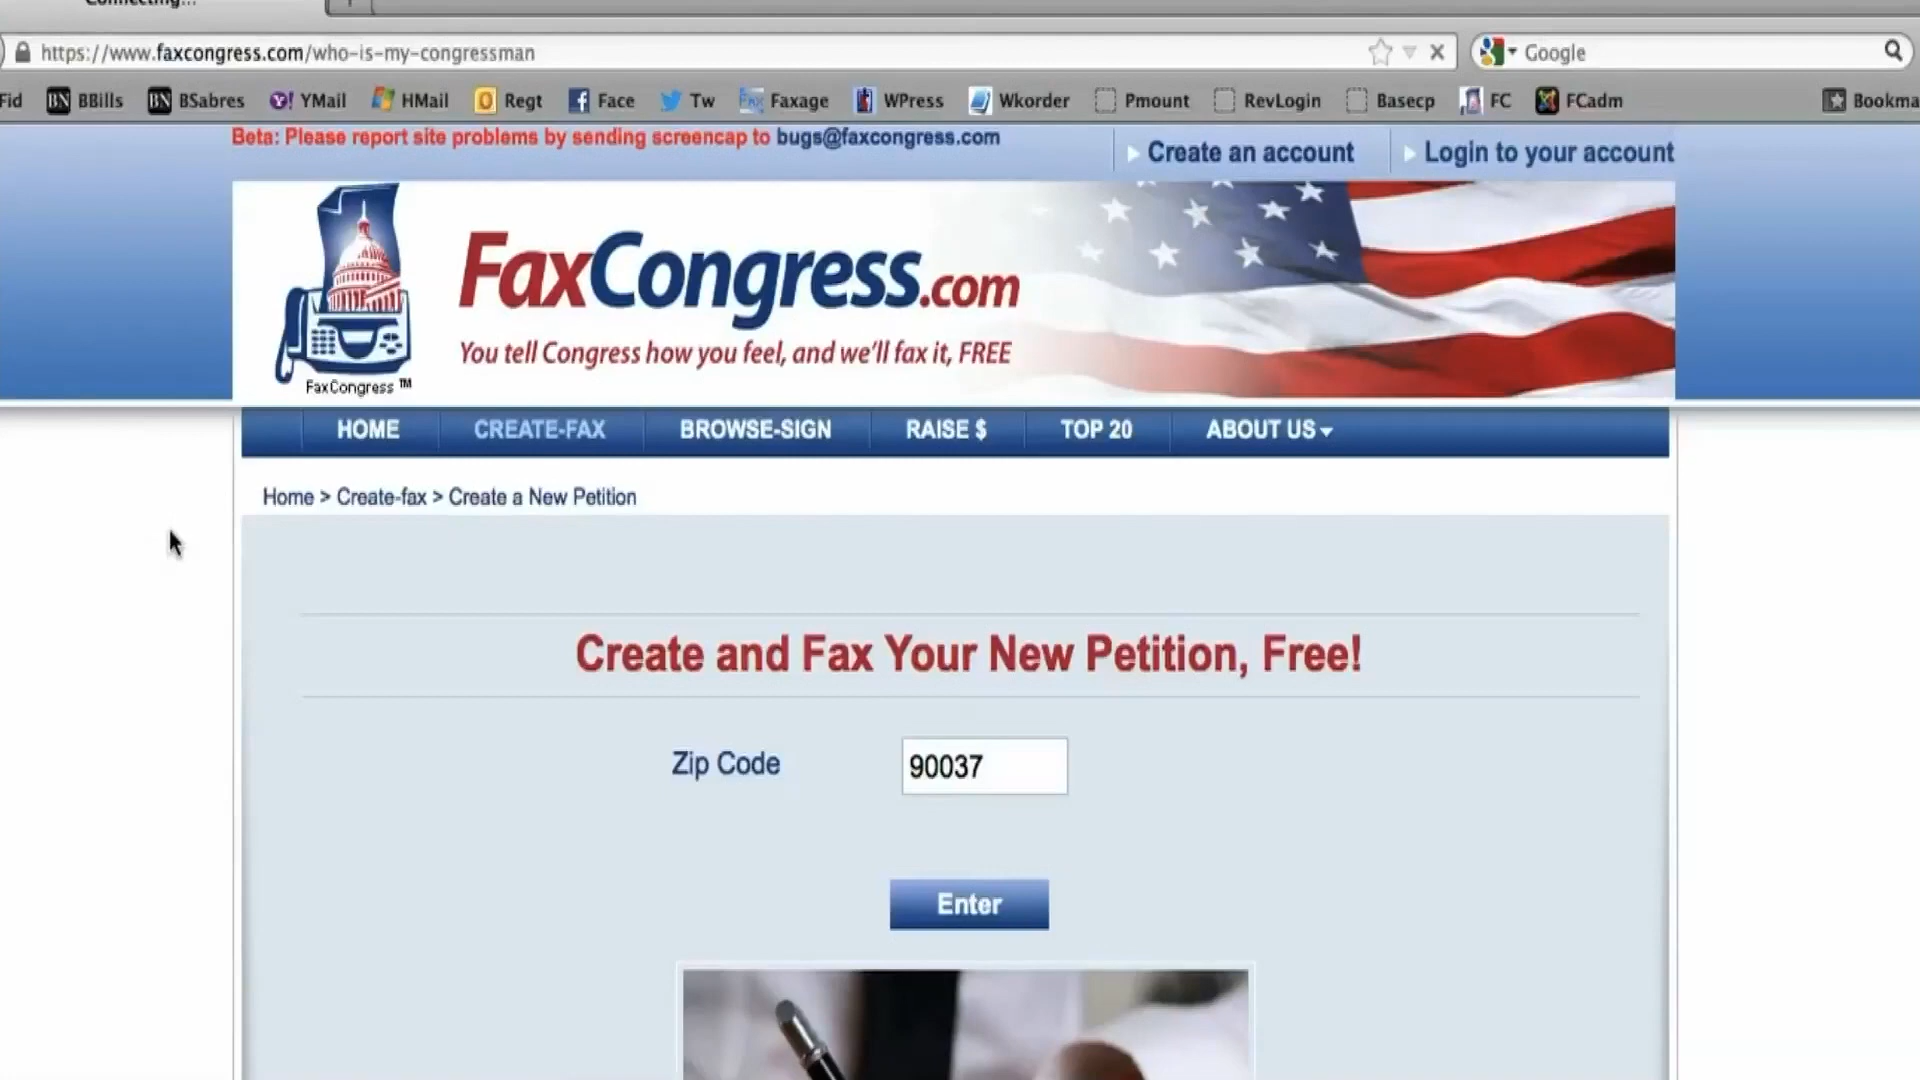 Connecting...
https://www.faxcongress.com/who-is-my-congressman
Google
Fid BBills BSabres YMail HMail Regt Face Tw Faxage WPress Wkorder Pmount RevLogin Basecp FC FCadm Bookma
Beta: Please report site problems by sending screencap to bugs@faxcongress.com
Create an account Login to your account
FaxCongress.com
You tell Congress how you feel, and we'll fax it, FREE
FaxCongress ™
HOME CREATE-FAX BROWSE-SIGN RAISE $ TOP 20 ABOUT US
Home > Create-fax > Create a New Petition
Create and Fax Your New Petition, Free!
Zip Code 90037
Enter